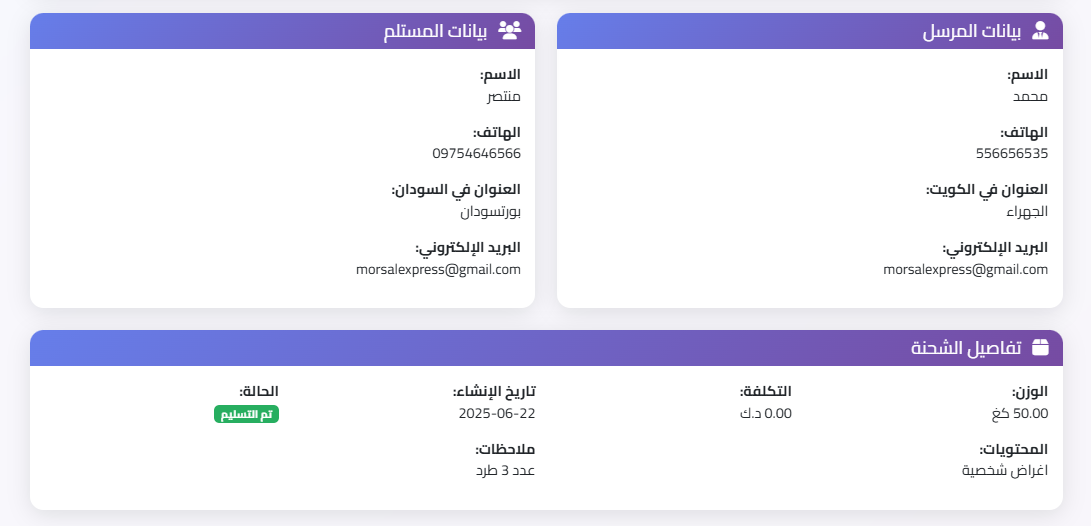 بيانات المرسل
الاسم:
محمد
الهاتف:
556656535
العنوان في الكويت:
الجهراء
البريد الإلكتروني:
morsalexpress@gmail.com
بيانات المستلم
الاسم:
منتصر
الهاتف:
09754646566
العنوان في السودان:
بورتسودان
البريد الإلكتروني:
morsalexpress@gmail.com
تفاصيل الشحنة
الوزن:
50.00 كغ
التكلفة:
0.00 د.ك
تاريخ الإنشاء:
2025-06-22
الحالة:
تم التسليم
المحتويات:
اغراض شخصية
ملاحظات:
عدد 3 طرد